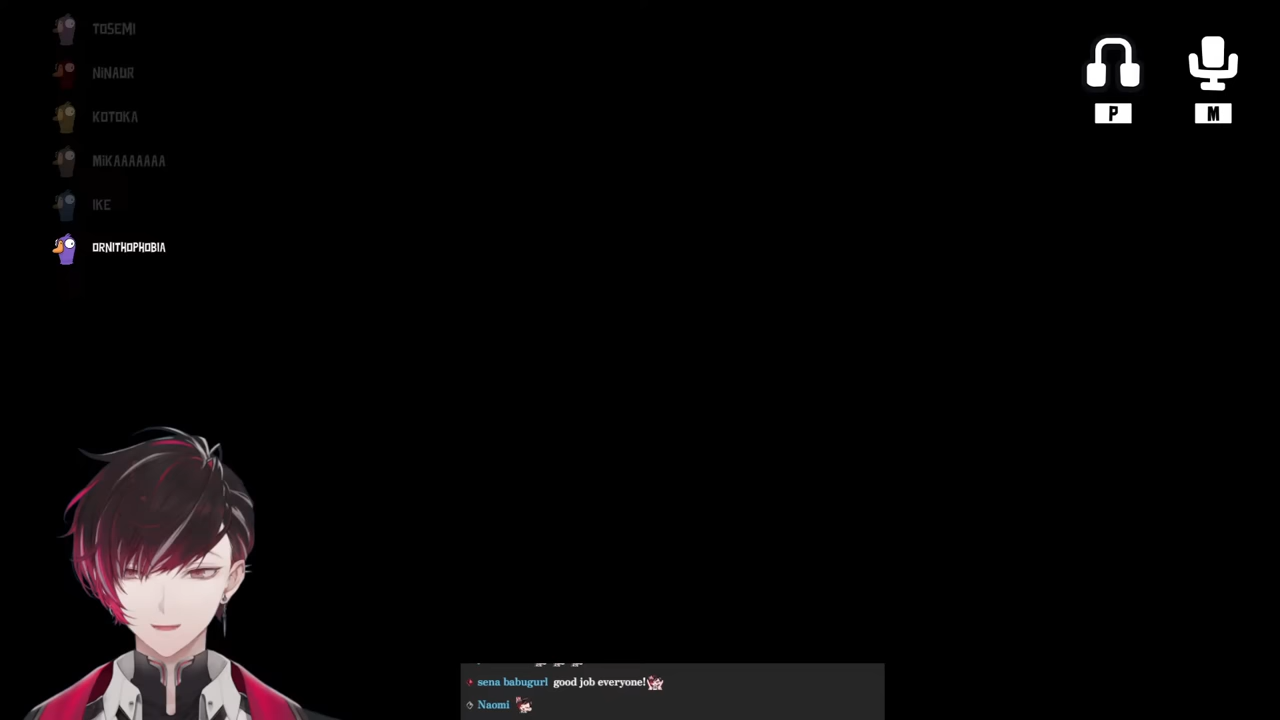 TOSEMI
NINAUR
KOTOKA
MIKAAAAAAA
IKE
ORNITHOPHOBIA
P
M
sena babugurl good job everyone!
Naomi